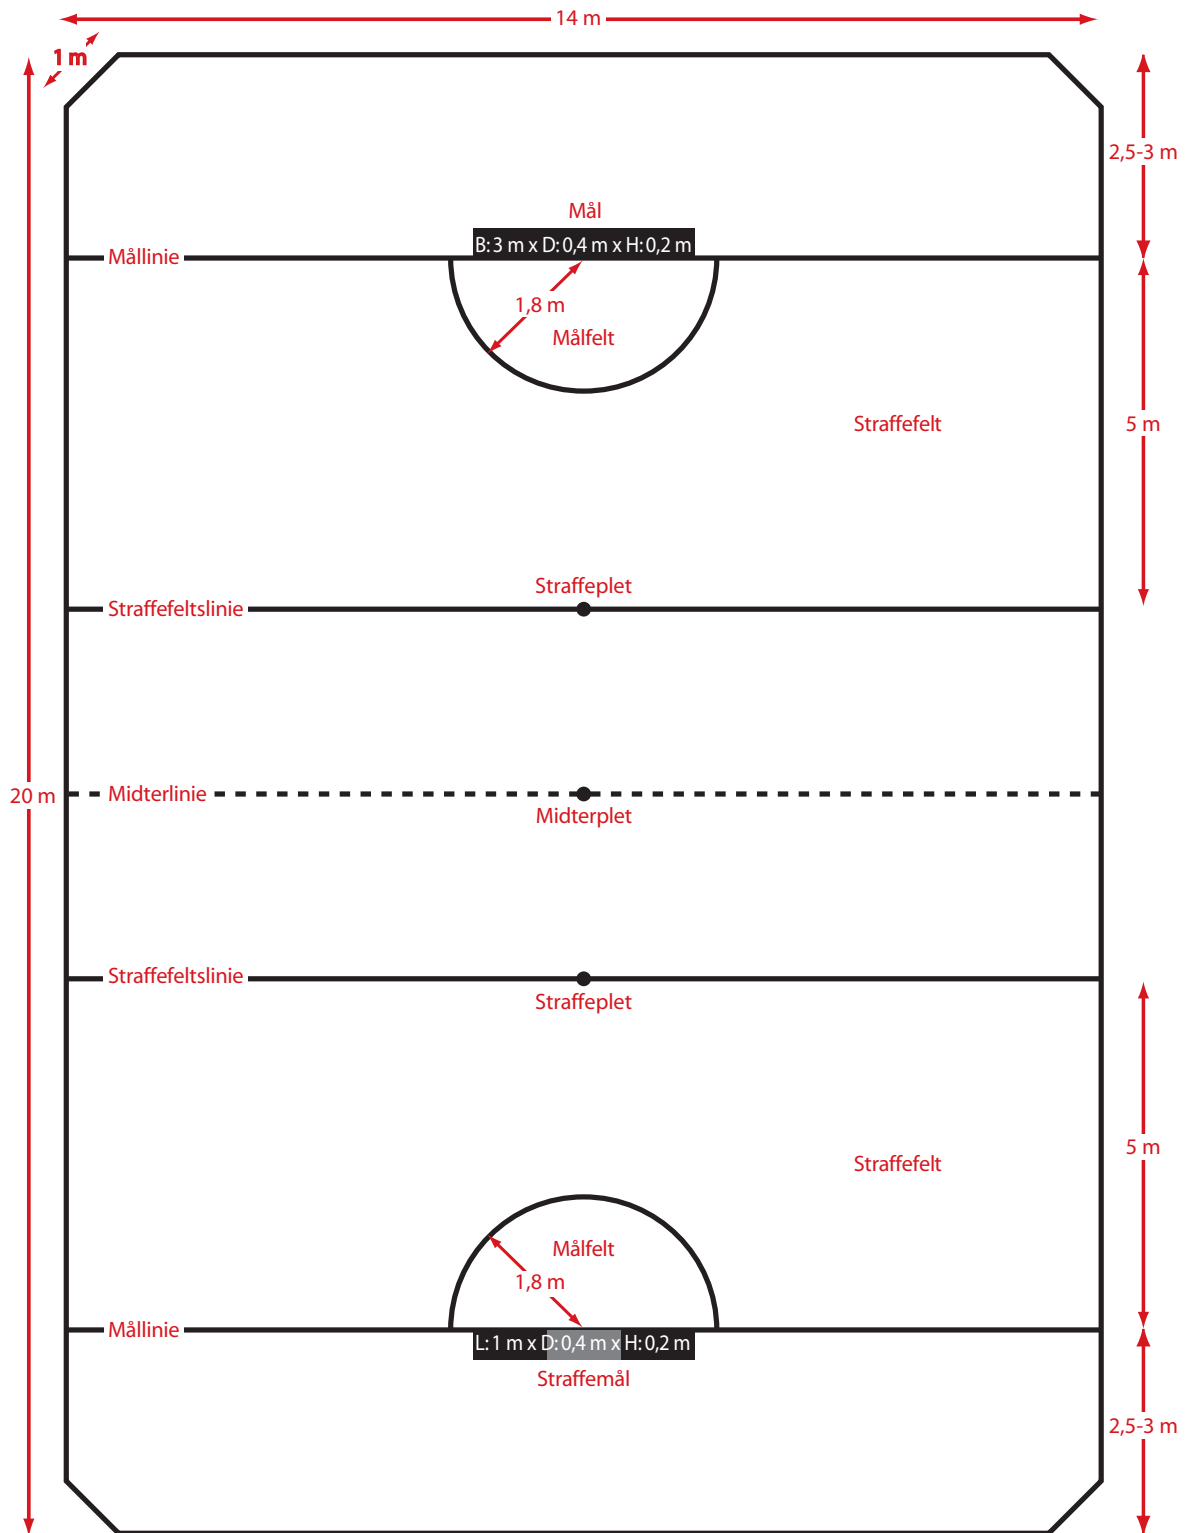 14 m
1 m
2,5-3 m
Mål
B: 3 m x D: 0,4 m x H: 0,2 m
Mållinie
1,8 m
Målfelt
Straffefelt
5 m
Straffeplet
Straffefeltslinie
20 m
Midterlinie
Midterplet
Straffefeltslinie
Straffeplet
5 m
Straffefelt
Målfelt
1,8 m
Mållinie
L: 1 m x D: 0,4 m x H: 0,2 m
Straffemål
2,5-3 m